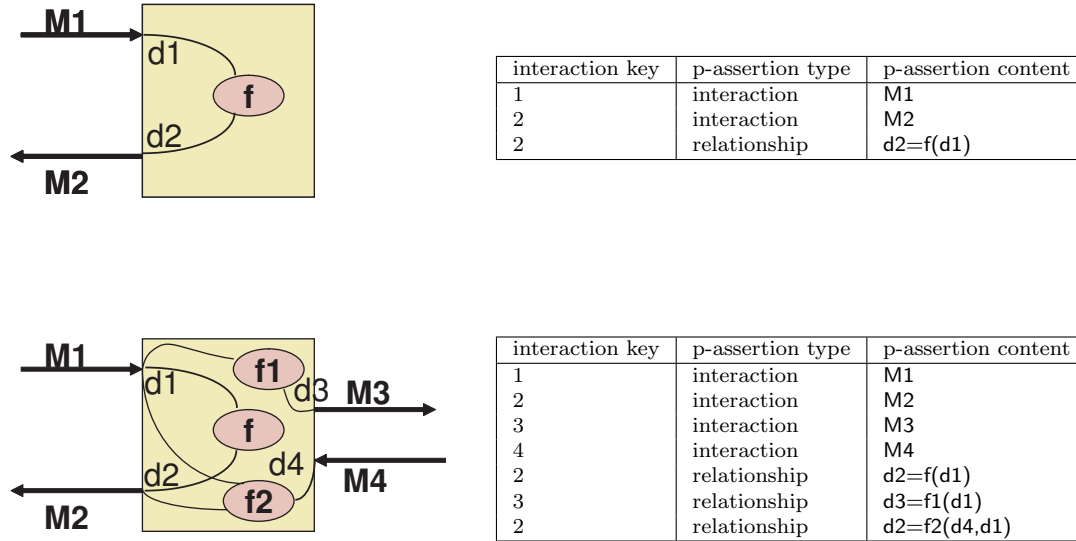 M1
d1
f
d2
M2
interaction key p-assertion type p-assertion content
1 interaction M1
2 interaction M2
2 relationship d2=f(d1)
M1
d1
f1
d3
M3
f
d2
d4
M4
f2
M2
interaction key p-assertion type p-assertion content
1 interaction M1
2 interaction M2
3 interaction M3
4 interaction M4
2 relationship d2=f(d1)
3 relationship d3=f1(d1)
2 relationship d2=f2(d4,d1)